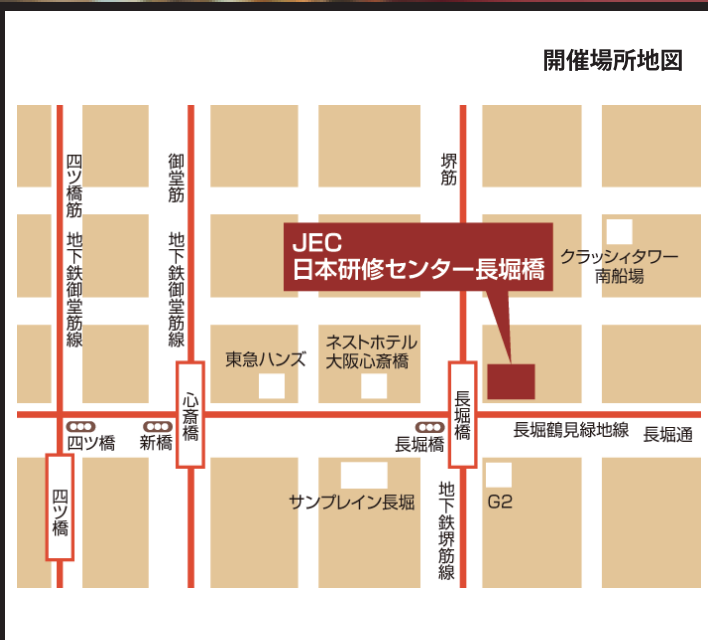 開催場所地図
四ツ橋筋 地下鉄御堂筋線
御堂筋 地下鉄御堂筋線
堺筋
JEC
日本研修センター長堀橋
クラッシィタワー
南船場
東急ハンズ
ネストホテル
大阪心斎橋
心斎橋
長堀橋
四ツ橋
新橋
長堀橋
長堀鶴見緑地線
長堀通
四ツ橋
サンプレイン長堀
地下鉄堺筋線
G2